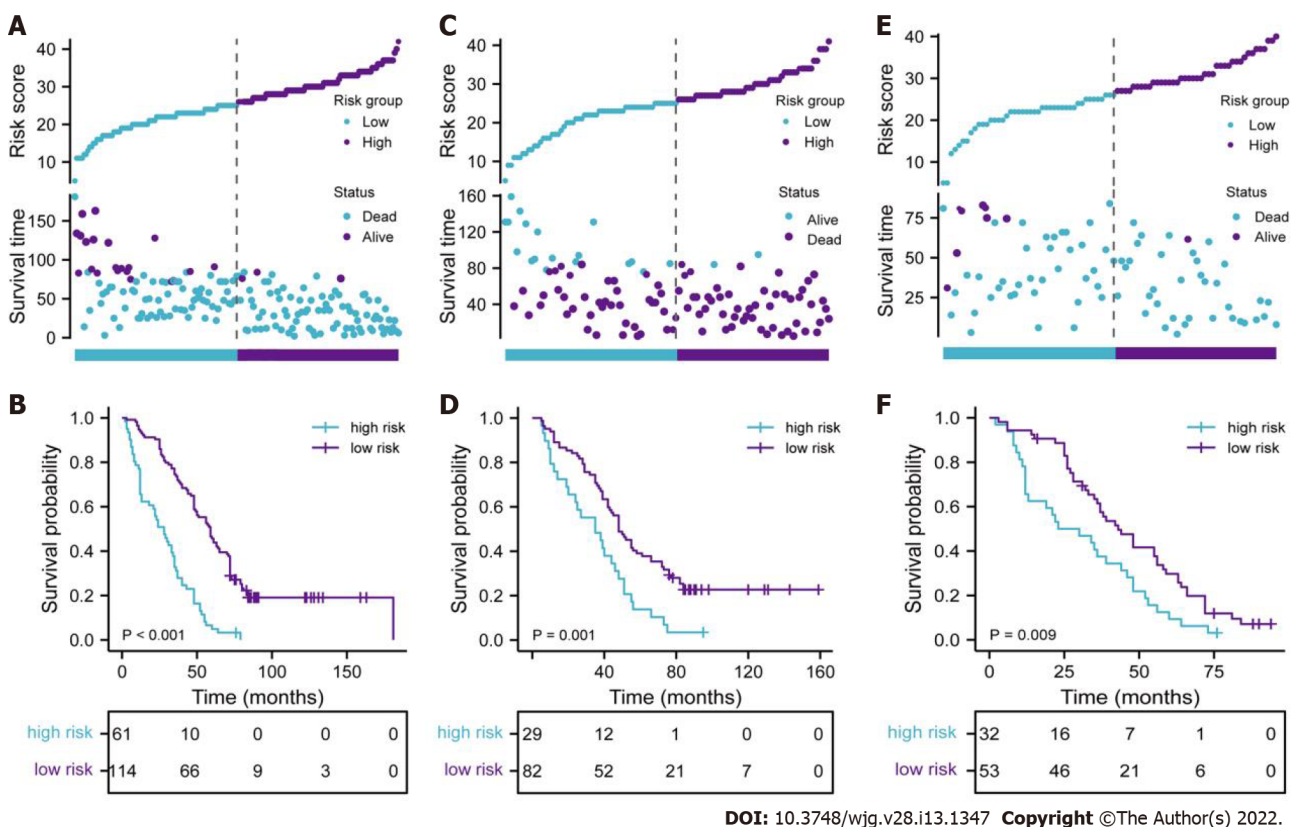 A
40
30
20
10
Risk score
Risk group
Low
High
150
100
50
0
Survival time
Status
Dead
Alive
C
40
30
20
10
Risk score
Risk group
Low
High
160
120
80
40
Survival time
Status
Alive
Dead
E
40
30
20
10
Risk score
Risk group
Low
High
75
50
25
Survival time
Status
Dead
Alive
B
1.0
0.8
0.6
0.4
0.2
0.0
Survival probability
high risk
low risk
P < 0.001
0 50 100 150
Time (months)
high risk 61 10 0 0 0
low risk 114 66 9 3 0
D
1.0
0.8
0.6
0.4
0.2
0.0
Survival probability
high risk
low risk
P = 0.001
40 80 120 160
Time (months)
high risk 29 12 1 0 0
low risk 82 52 21 7 0
F
1.0
0.8
0.6
0.4
0.2
0.0
Survival probability
high risk
low risk
P = 0.009
0 25 50 75
Time (months)
high risk 32 16 7 1 0
low risk 53 46 21 6 0
DOI: 10.3748/wjg.v28.i13.1347 Copyright ©The Author(s) 2022.